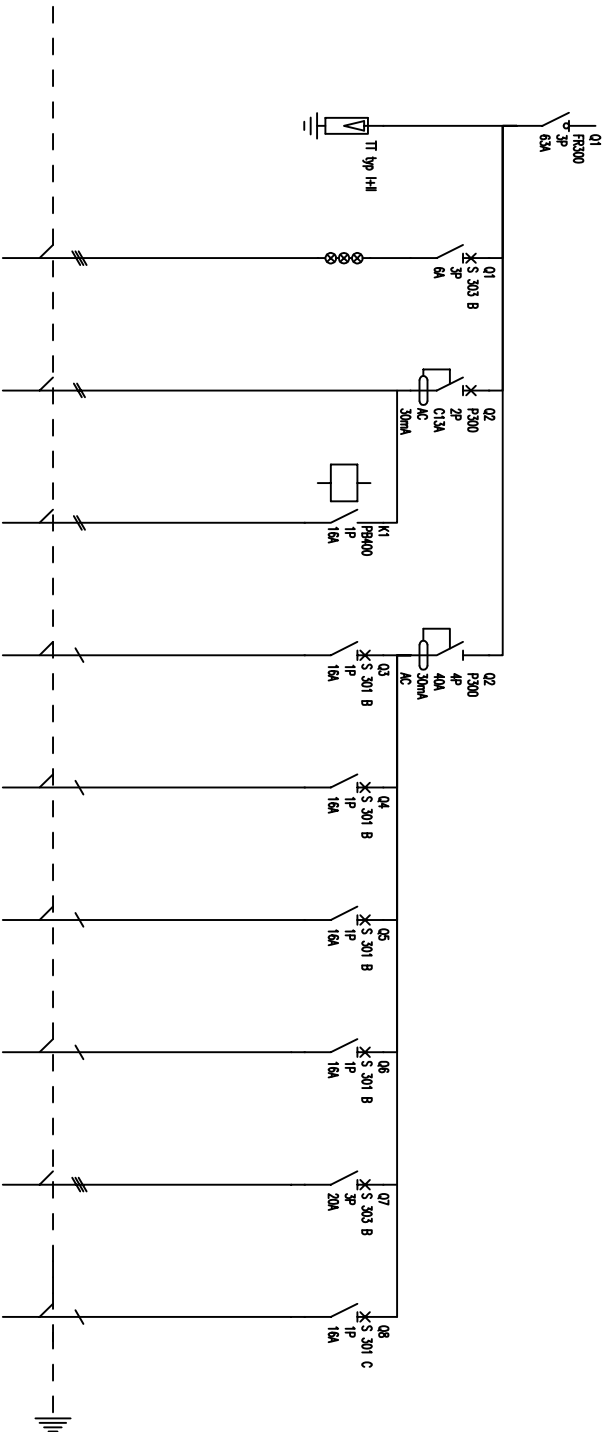 Q1
FR300
3P
63A
TT typ I+II
Q1
S 303 B
3P
6A
Q2
P300
2P
C13A
AC
30mA
K1
PB400
1P
16A
Q2
P300
4P
40A
30mA
AC
Q3
S 301 B
1P
16A
Q4
S 301 B
1P
16A
Q5
S 301 B
1P
16A
Q6
S 301 B
1P
16A
Q7
S 303 B
3P
20A
Q8
S 301 C
1P
16A